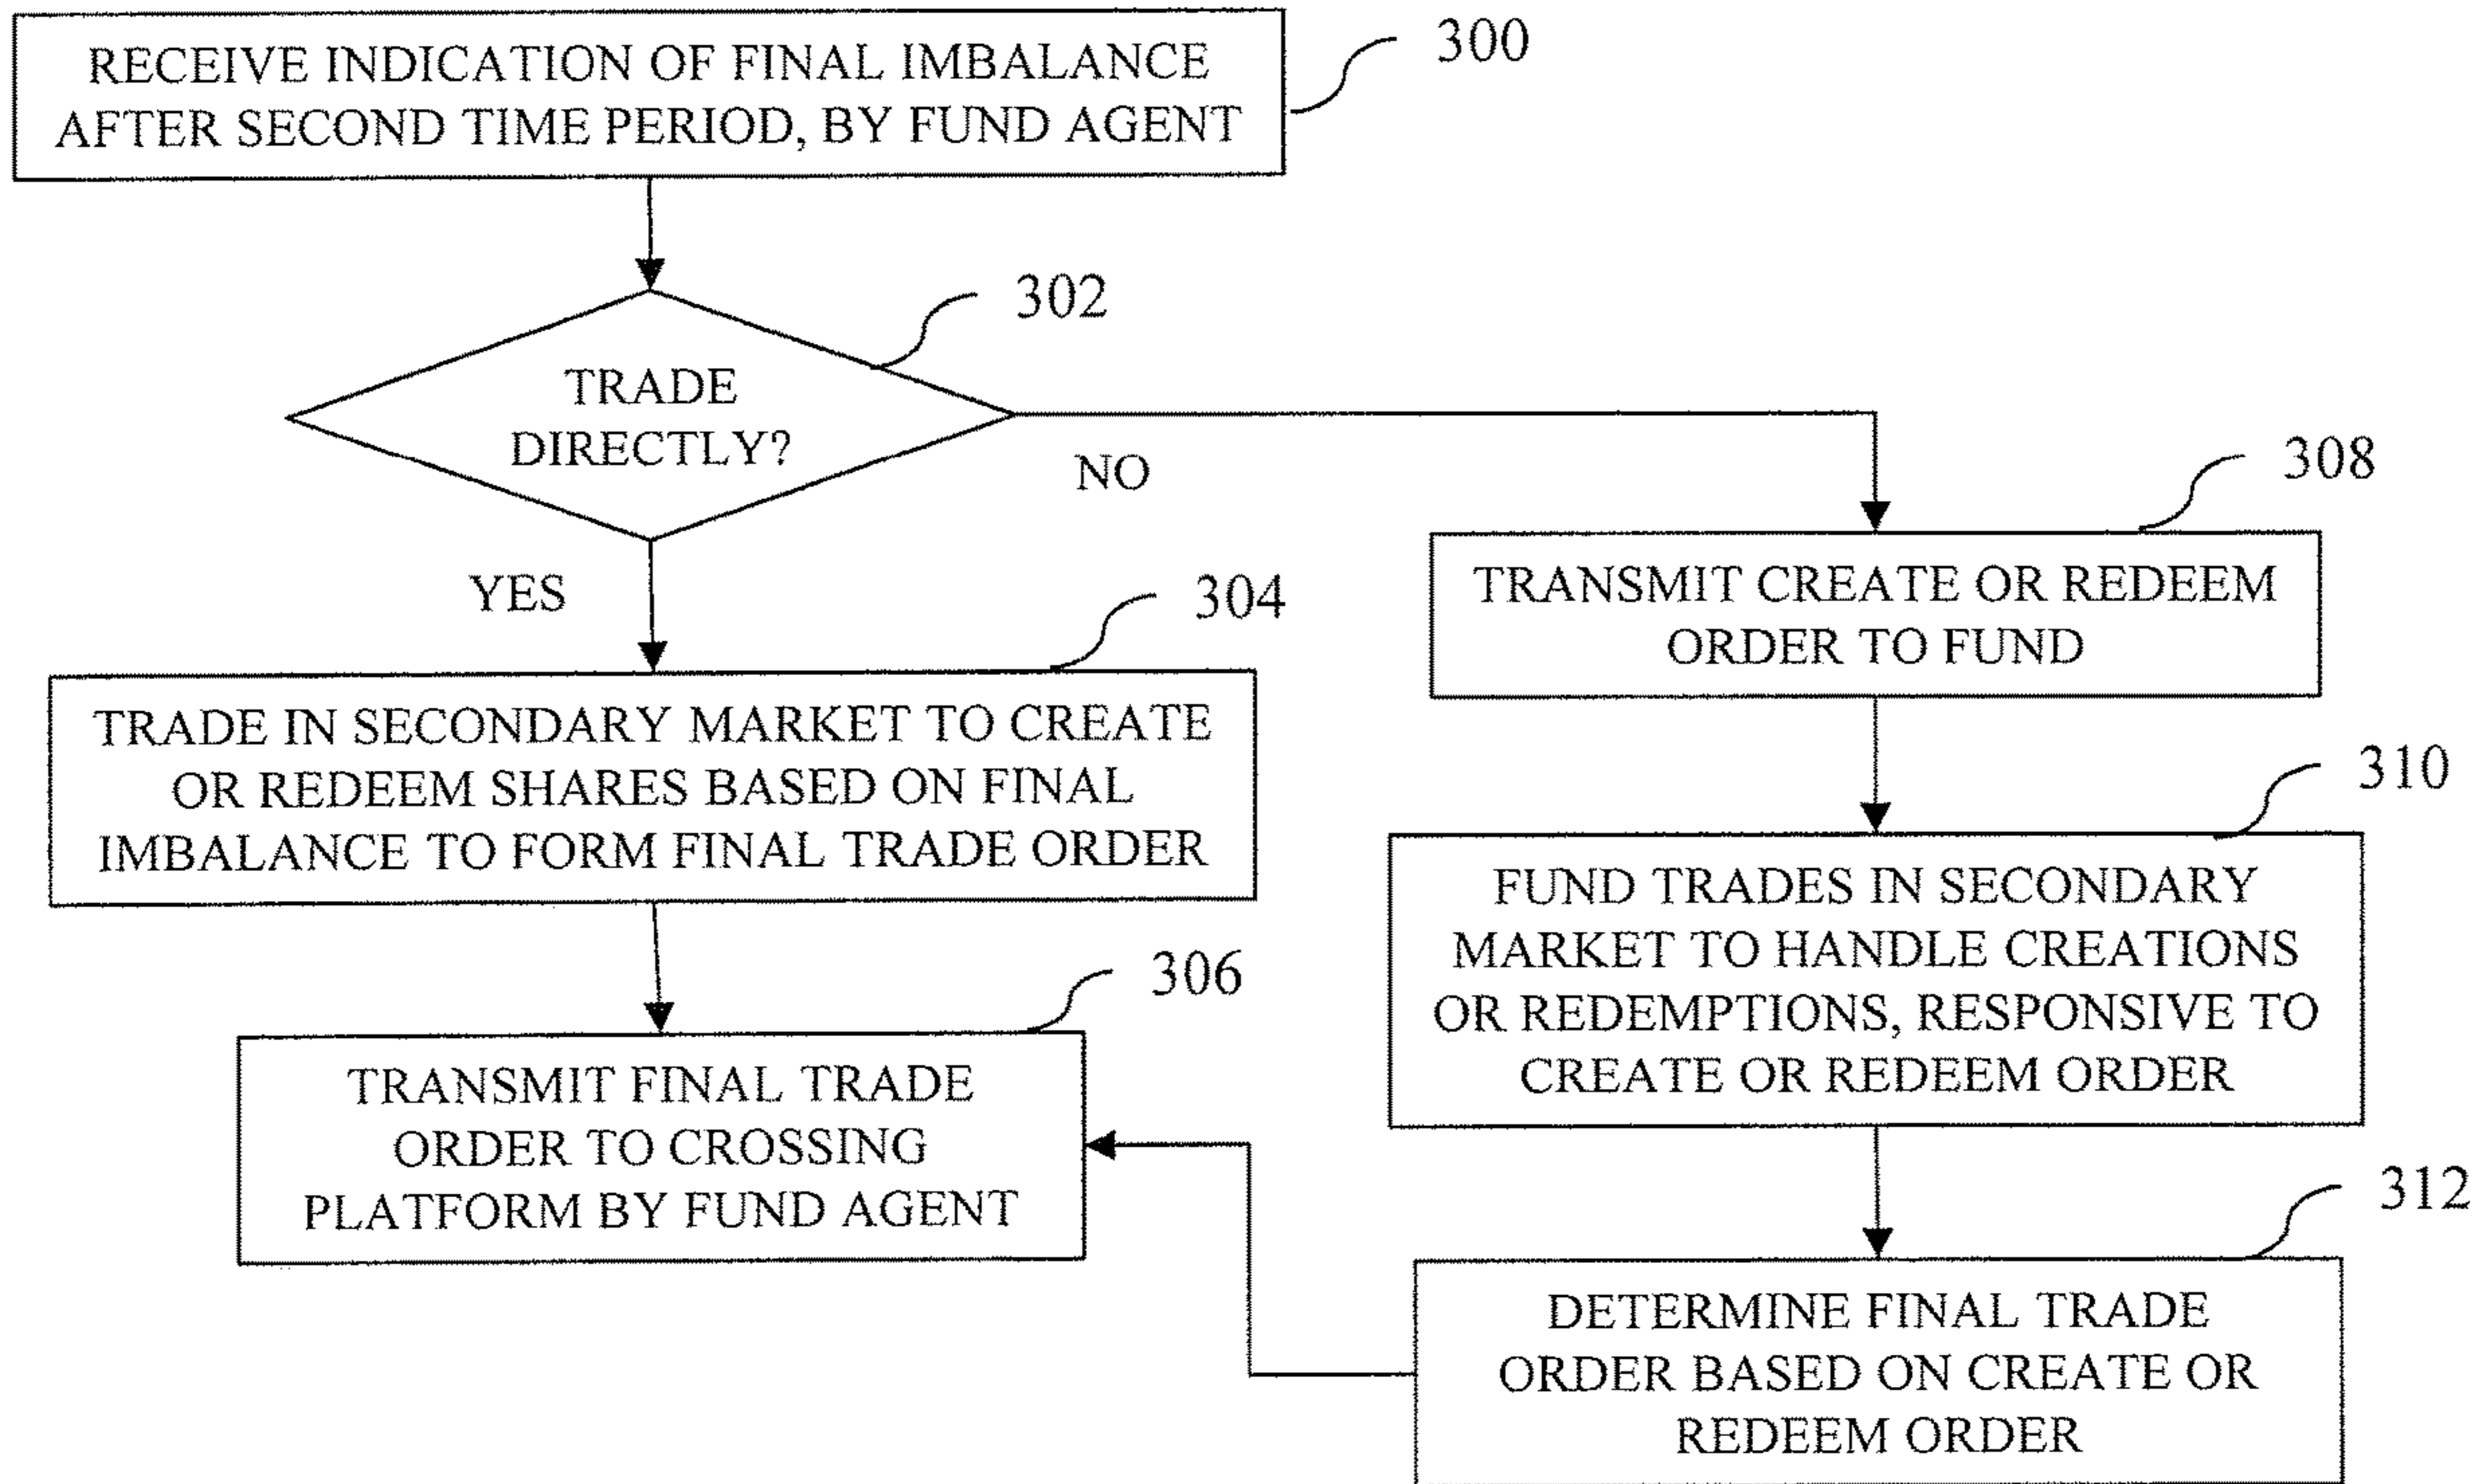 RECEIVE INDICATION OF FINAL IMBALANCE
AFTER SECOND TIME PERIOD, BY FUND AGENT
300
302
TRADE
DIRECTLY?
NO
YES
304
TRADE IN SECONDARY MARKET TO CREATE
OR REDEEM SHARES BASED ON FINAL
IMBALANCE TO FORM FINAL TRADE ORDER
306
TRANSMIT FINAL TRADE
ORDER TO CROSSING
PLATFORM BY FUND AGENT
308
TRANSMIT CREATE OR REDEEM
ORDER TO FUND
310
FUND TRADES IN SECONDARY
MARKET TO HANDLE CREATIONS
OR REDEMPTIONS, RESPONSIVE TO
CREATE OR REDEEM ORDER
312
DETERMINE FINAL TRADE
ORDER BASED ON CREATE OR
REDEEM ORDER